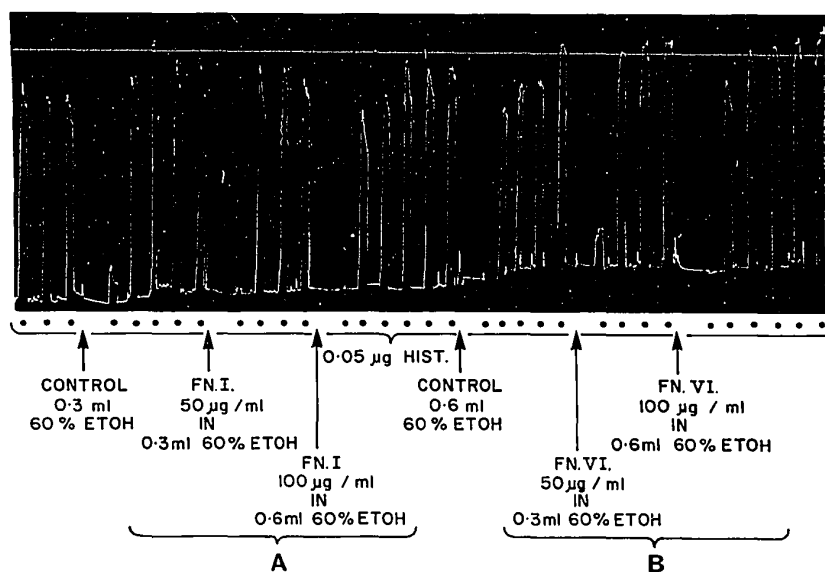 0·05 µg HIST.
CONTROL
0·3 ml
60 % ETOH
FN.I.
50 µg / ml
IN
0·3ml 60% ETOH
FN.I
100 µg / ml
IN
0·6ml 60% ETOH
CONTROL
0·6 ml
60% ETOH
FN.VI.
50 µg / ml
IN
0·3ml 60% ETOH
FN.VI.
100 µg / ml
IN
0·6ml 60% ETOH
A
B